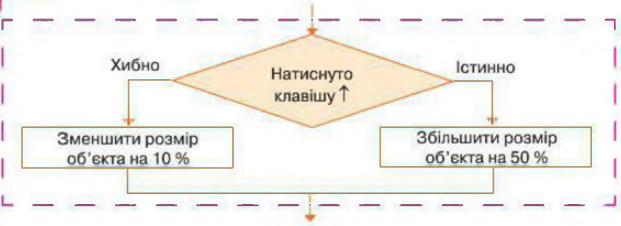 Хибно
Натиснуто
клавішу ↑
Істинно
Зменшити розмір
об'єкта на 10 %
Збільшити розмір
об'єкта на 50 %